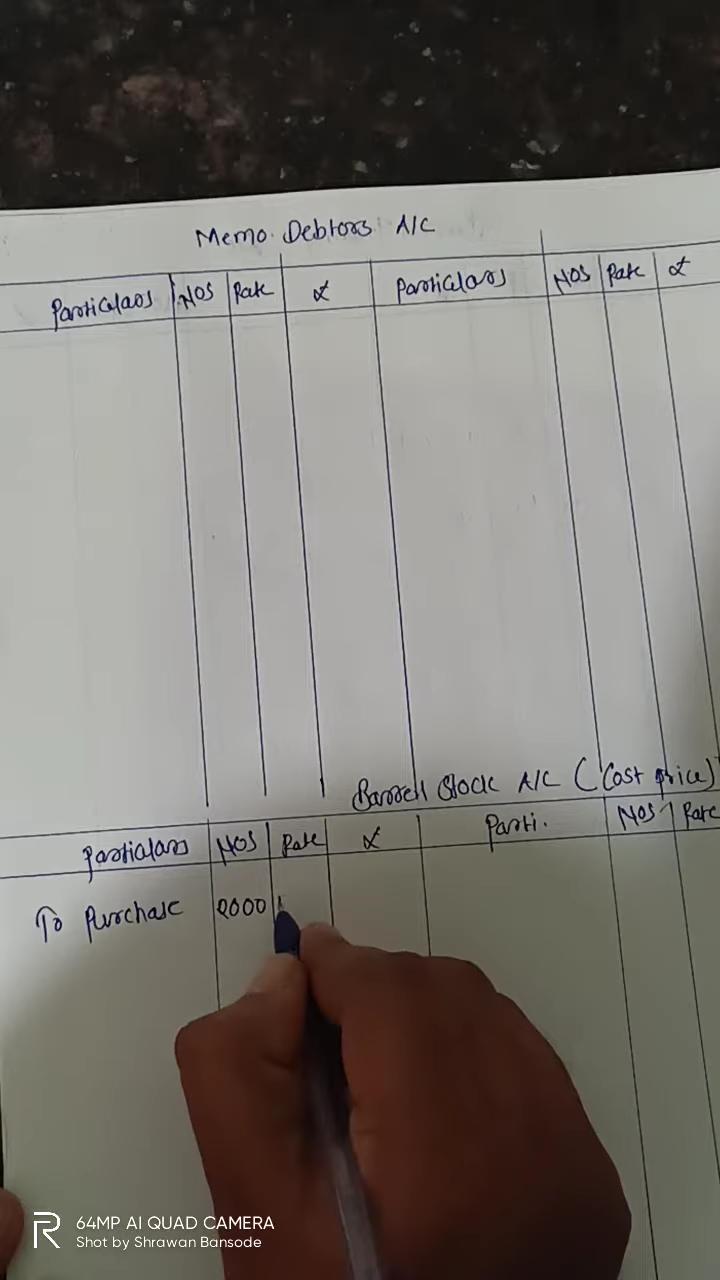 Memo. Debtors A/C
Particulars NOS Rate ₹ Particulars NOS Rate ₹
Barrel Stock A/C (Cost price)
Particulars NOS Rate ₹ Parti. NOS Rate
To Purchase 2000
64MP AI QUAD CAMERA
Shot by Shrawan Bansode